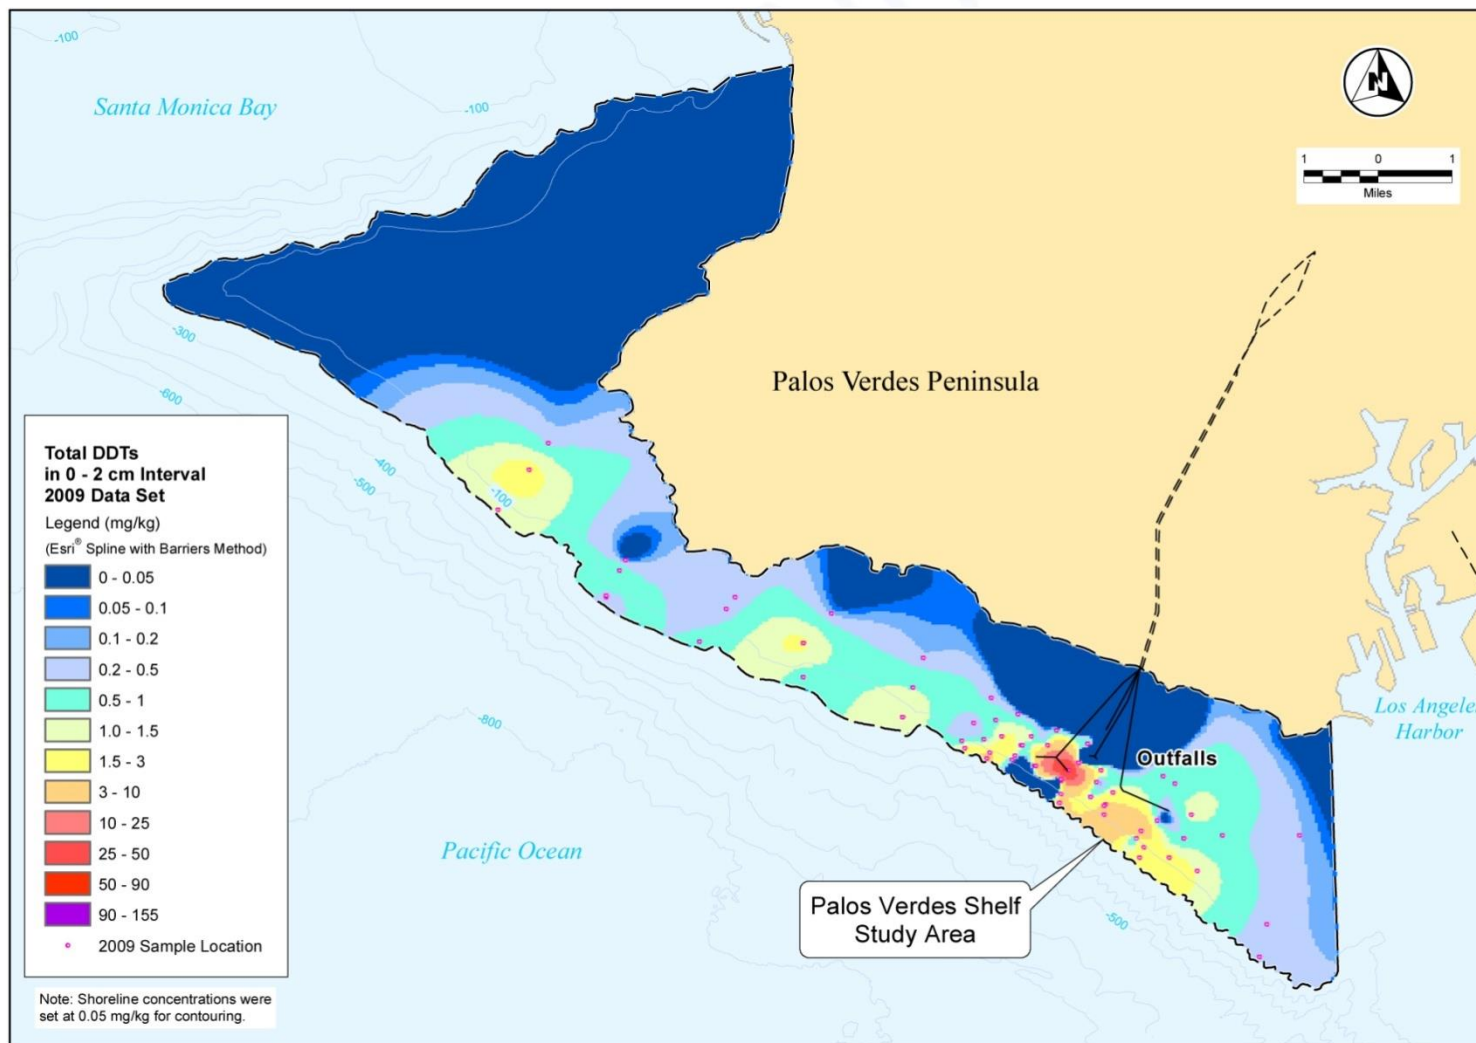 -100
Santa Monica Bay
-100
N
1 0 1
Miles
-300
Palos Verdes Peninsula
-600
Total DDTs
in 0 - 2 cm Interval
2009 Data Set
Legend (mg/kg)
(Esri® Spline with Barriers Method)
0 - 0.05
0.05 - 0.1
0.1 - 0.2
0.2 - 0.5
0.5 - 1
1.0 - 1.5
1.5 - 3
3 - 10
10 - 25
25 - 50
50 - 90
90 - 155
2009 Sample Location
Note: Shoreline concentrations were
set at 0.05 mg/kg for contouring.
-400
-500
-100
-800
Los Angeles
Harbor
Outfalls
Pacific Ocean
Palos Verdes Shelf
Study Area
-500